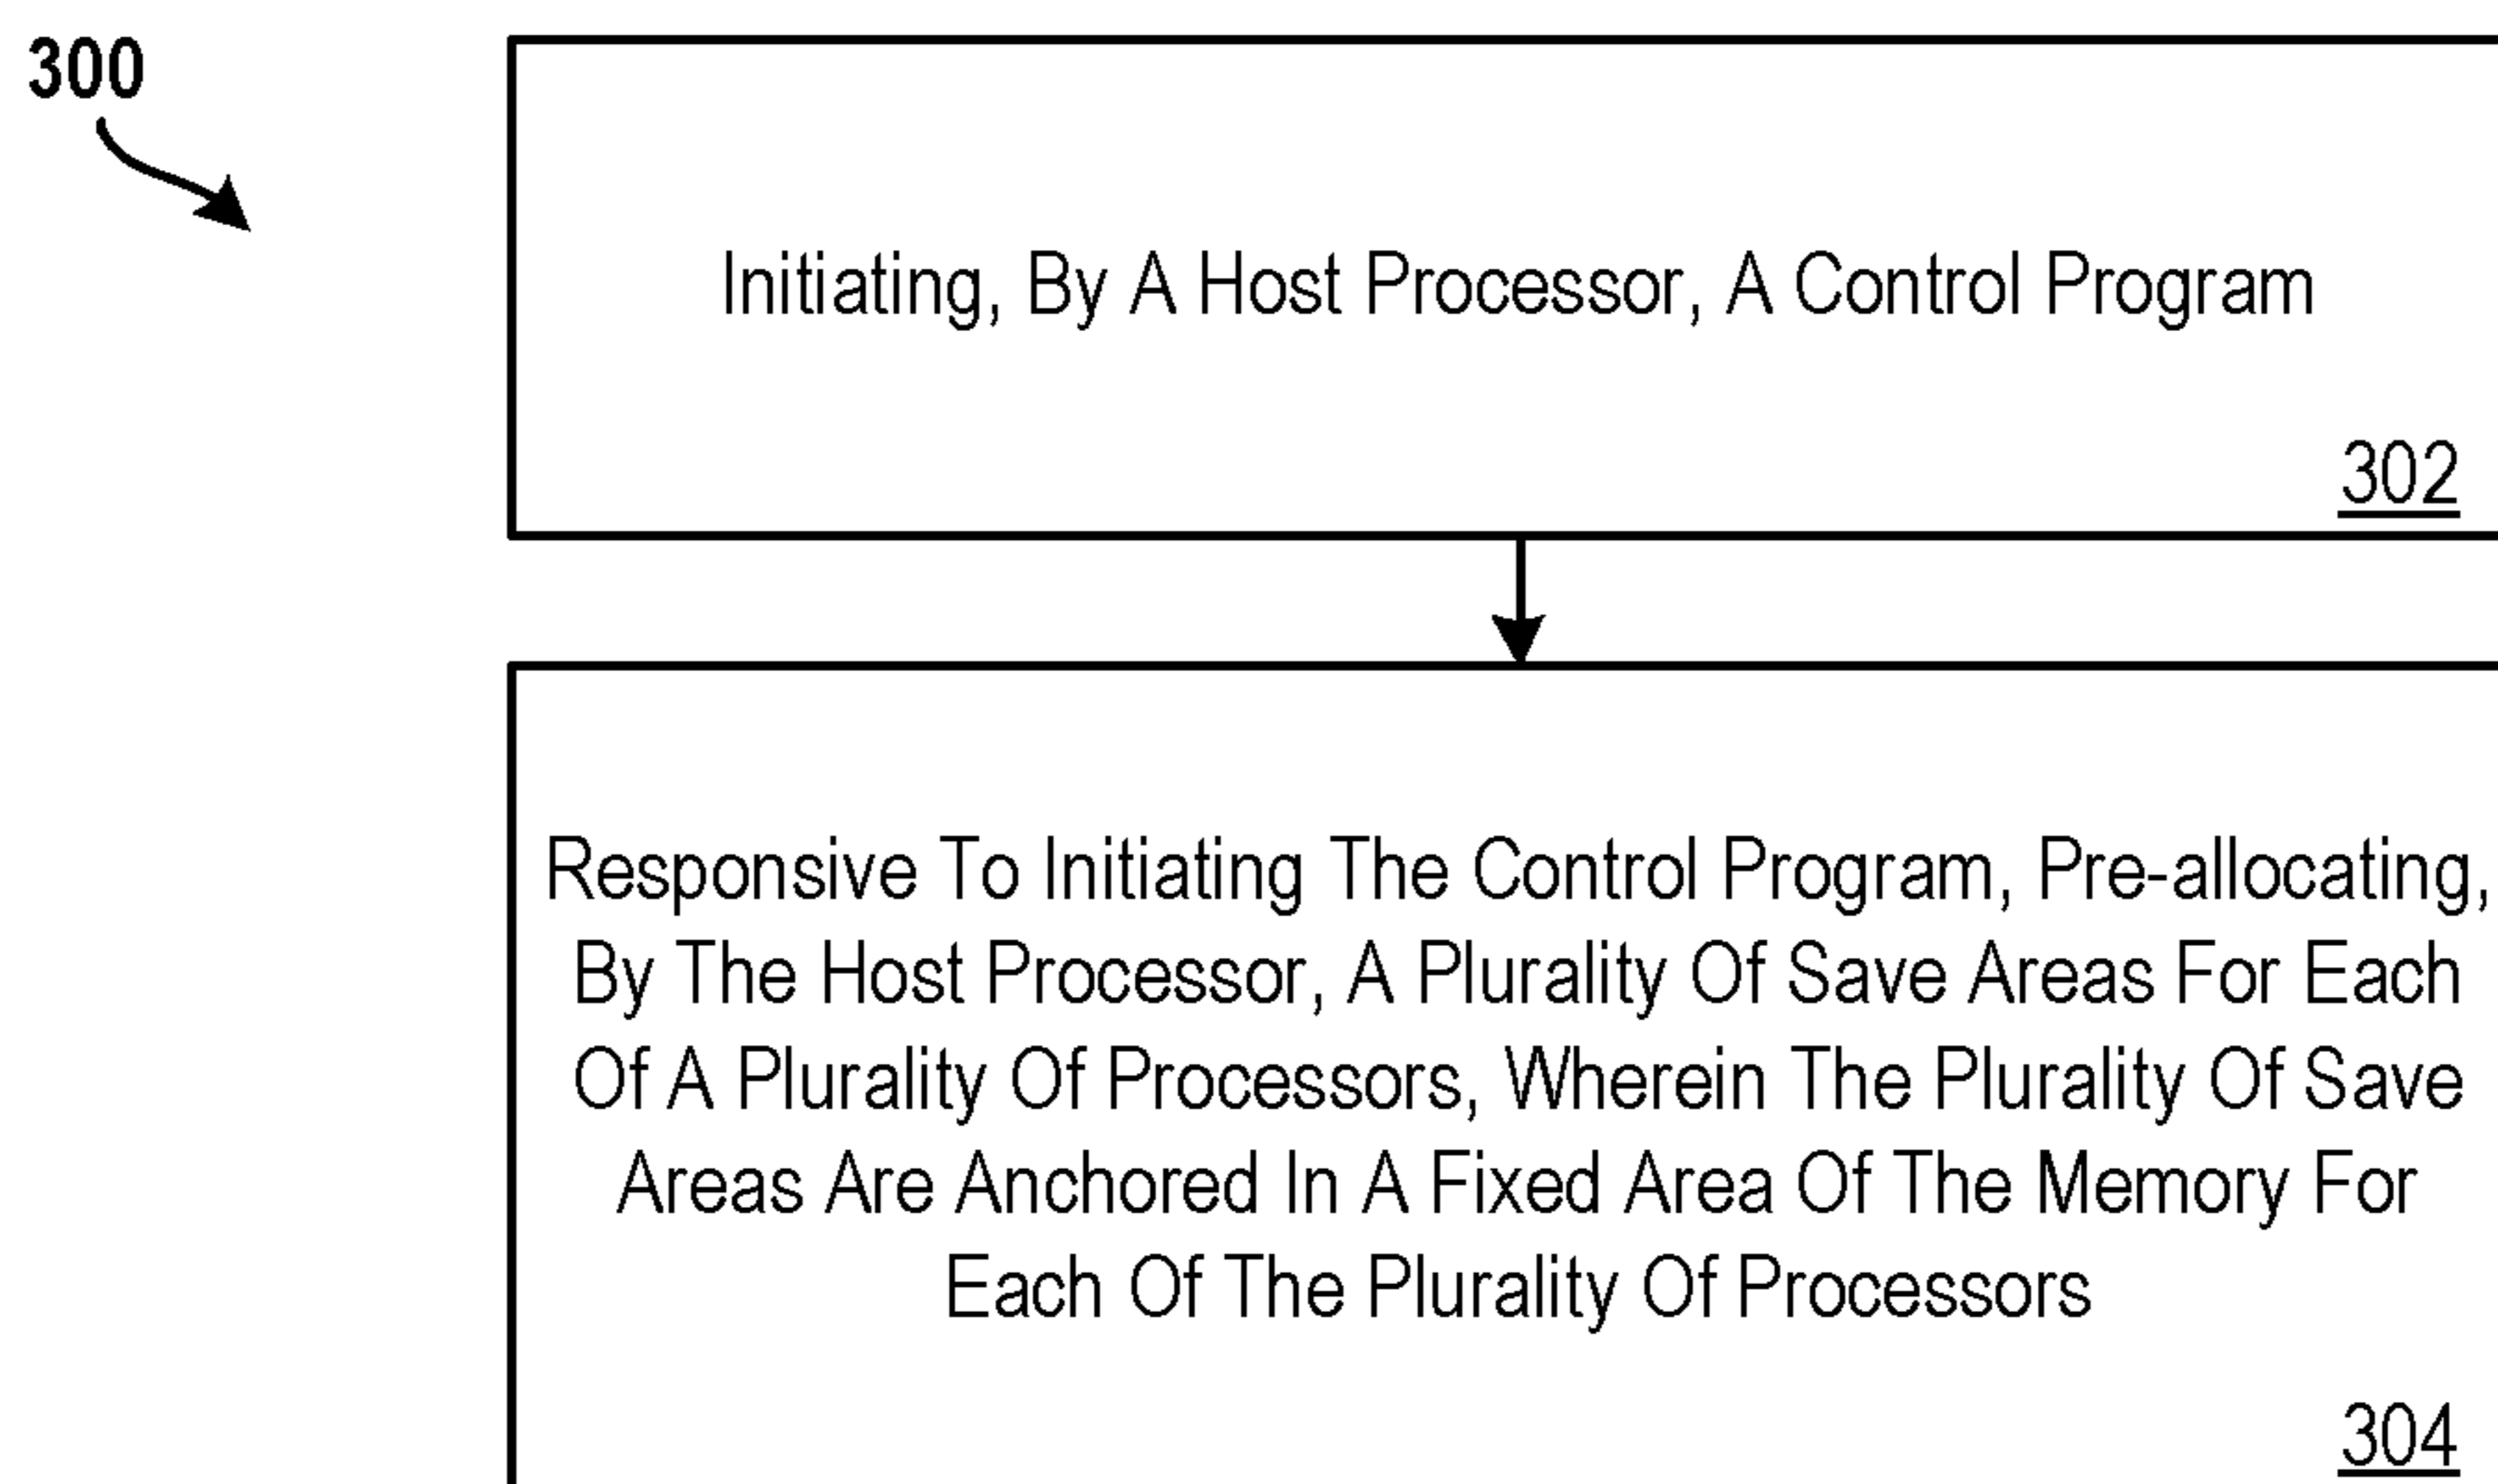 300
Initiating, By A Host Processor, A Control Program
302
Responsive To Initiating The Control Program, Pre-allocating,
By The Host Processor, A Plurality Of Save Areas For Each
Of A Plurality Of Processors, Wherein The Plurality Of Save
Areas Are Anchored In A Fixed Area Of The Memory For
Each Of The Plurality Of Processors
304